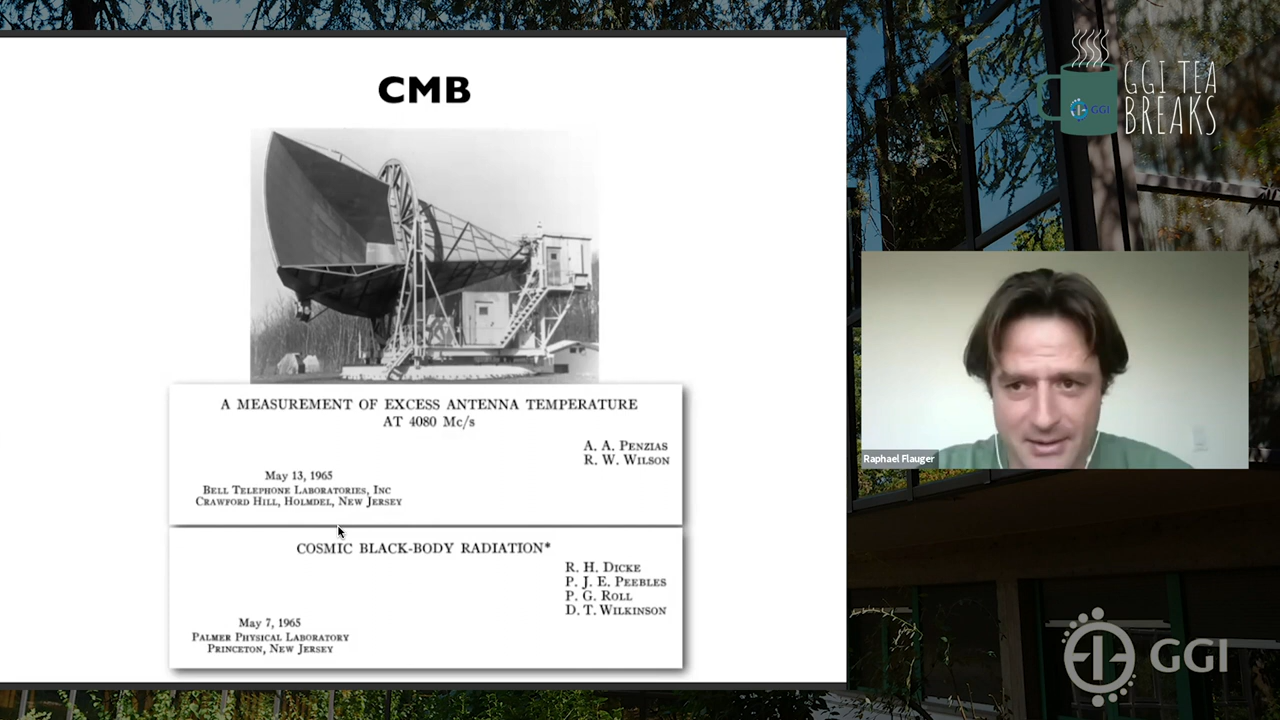 CMB
A MEASUREMENT OF EXCESS ANTENNA TEMPERATURE
AT 4080 Mc/s
A. A. PENZIAS
R. W. WILSON
May 13, 1965
BELL TELEPHONE LABORATORIES, INC
CRAWFORD HILL, HOLMDEL, NEW JERSEY
COSMIC BLACK-BODY RADIATION*
R. H. DICKE
P. J. E. PEEBLES
P. G. ROLL
D. T. WILKINSON
May 7, 1965
PALMER PHYSICAL LABORATORY
PRINCETON, NEW JERSEY
GGI TEA
BREAKS
GGI
Raphael Flauger
GGI